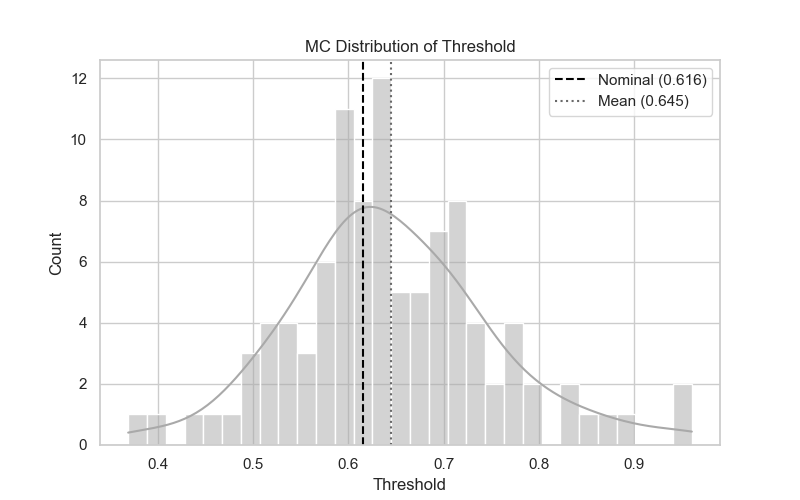 MC Distribution of Threshold
12
10
8
6
4
2
0
Count
Nominal (0.616)
Mean (0.645)
0.4 0.5 0.6 0.7 0.8 0.9
Threshold